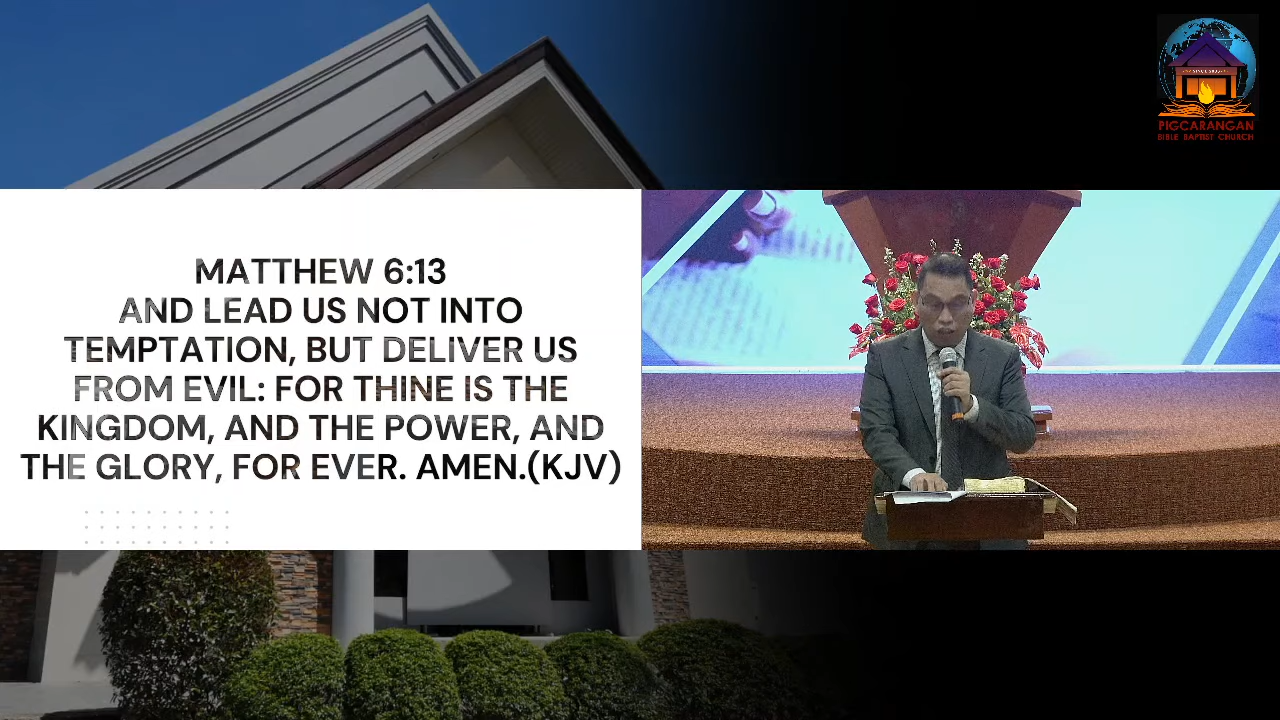 MATTHEW 6:13
AND LEAD US NOT INTO
TEMPTATION, BUT DELIVER US
FROM EVIL: FOR THINE IS THE
KINGDOM, AND THE POWER, AND
THE GLORY, FOR EVER. AMEN.(KJV)
PIGCARANGAN
BIBLE BAPTIST CHURCH